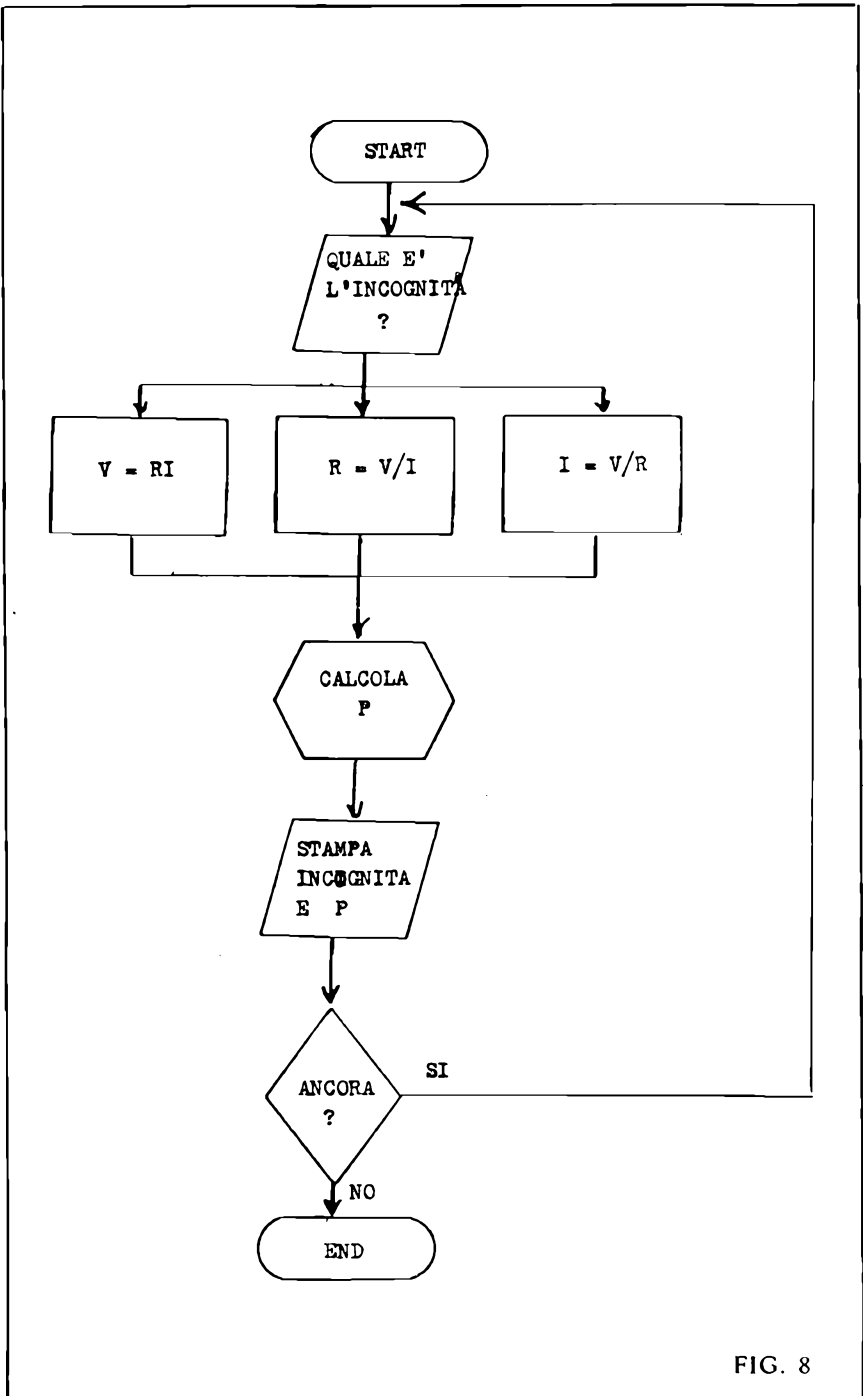 START
QUALE E'
L'INCOGNITA
?
V = RI
R = V/I
I = V/R
CALCOLA
P
STAMPA
INCOGNITA
E P
ANCORA
?
SI
NO
END
FIG. 8